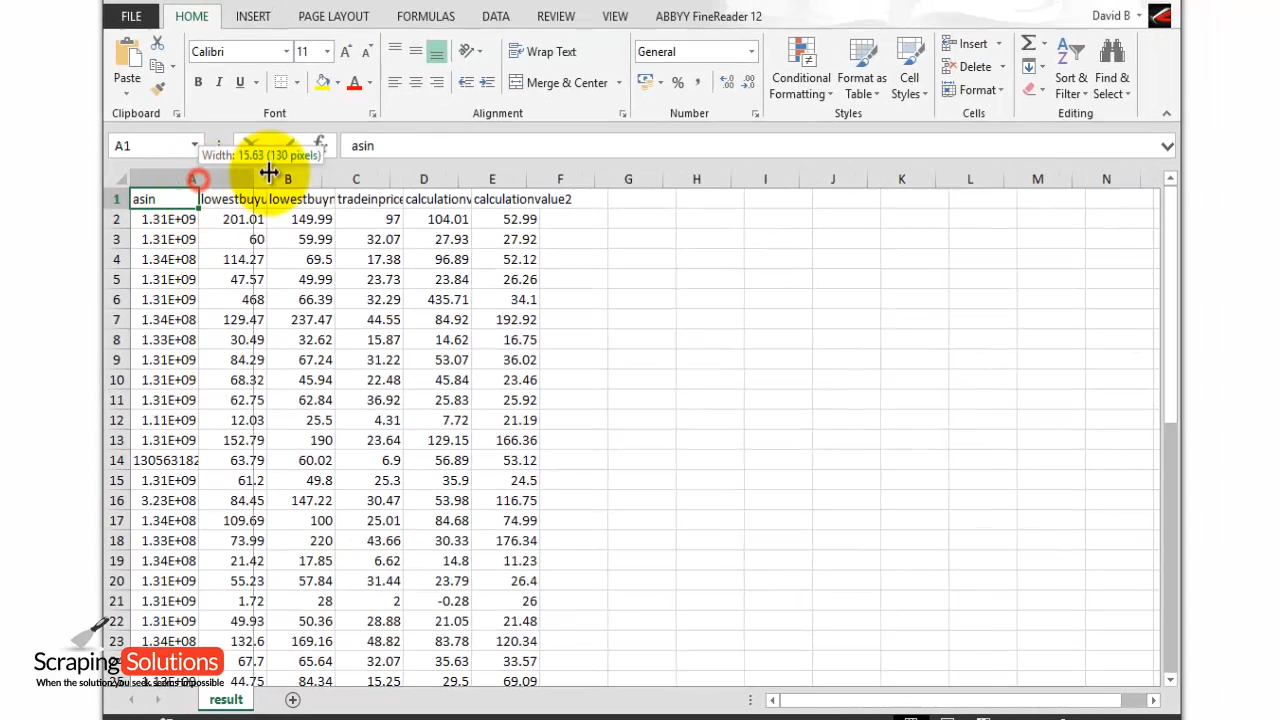 FILE HOME INSERT PAGE LAYOUT FORMULAS DATA REVIEW VIEW ABBYY FineReader 12 David B
Calibri 11 Wrap Text General Insert
Paste B I U Merge & Center % Conditional Formatting Format as Table Cell Styles Delete Sort & Filter Find & Select
Format
Clipboard Font Alignment Number Styles Cells Editing
A1 asin
Width: 15.63 (130 pixels)
A B C D E F G H I J K L M N
1 asin lowestbuyu lowestbuyn tradeinprice calculationv calculationvalue2
2 1.31E+09 201.01 149.99 97 104.01 52.99
3 1.31E+09 60 59.99 32.07 27.93 27.92
4 1.34E+08 114.27 69.5 17.38 96.89 52.12
5 1.31E+09 47.57 49.99 23.73 23.84 26.26
6 1.31E+09 468 66.39 32.29 435.71 34.1
7 1.34E+08 129.47 237.47 44.55 84.92 192.92
8 1.33E+08 30.49 32.62 15.87 14.62 16.75
9 1.31E+09 84.29 67.24 31.22 53.07 36.02
10 1.31E+09 68.32 45.94 22.48 45.84 23.46
11 1.31E+09 62.75 62.84 36.92 25.83 25.92
12 1.11E+09 12.03 25.5 4.31 7.72 21.19
13 1.31E+09 152.79 190 23.64 129.15 166.36
14 130563182 63.79 60.02 6.9 56.89 53.12
15 1.31E+09 61.2 49.8 25.3 35.9 24.5
16 3.23E+08 84.45 147.22 30.47 53.98 116.75
17 1.34E+08 109.69 100 25.01 84.68 74.99
18 1.33E+08 73.99 220 43.66 30.33 176.34
19 1.34E+08 21.42 17.85 6.62 14.8 11.23
20 1.31E+09 55.23 57.84 31.44 23.79 26.4
21 1.31E+09 1.72 28 2 -0.28 26
22 1.31E+09 49.93 50.36 28.88 21.05 21.48
23 1.34E+08 132.6 169.16 48.82 83.78 120.34
67.7 65.64 32.07 35.63 33.57
44.75 84.34 15.25 29.5 69.09
Scraping Solutions
When the solution you seek seems impossible
result